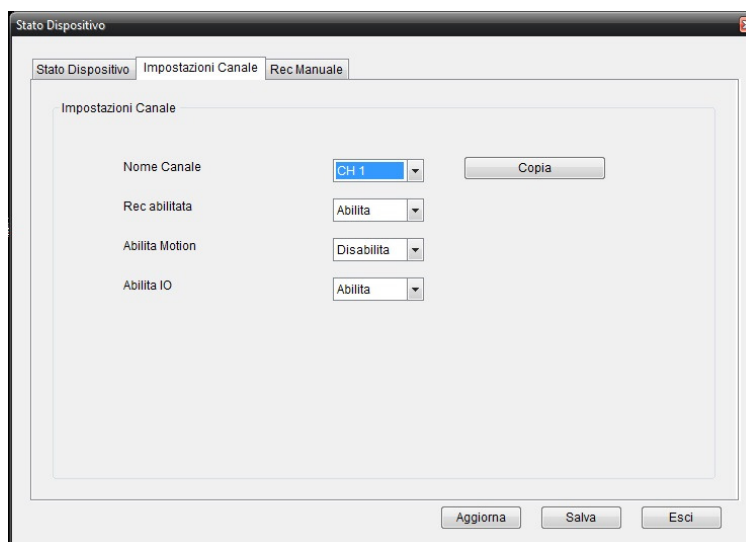 Stato Dispositivo
Stato Dispositivo Impostazioni Canale Rec Manuale
Impostazioni Canale
Nome Canale CH 1 Copia
Rec abilitata Abilita
Abilita Motion Disabilita
Abilita IO Abilita
Aggiorna Salva Esci